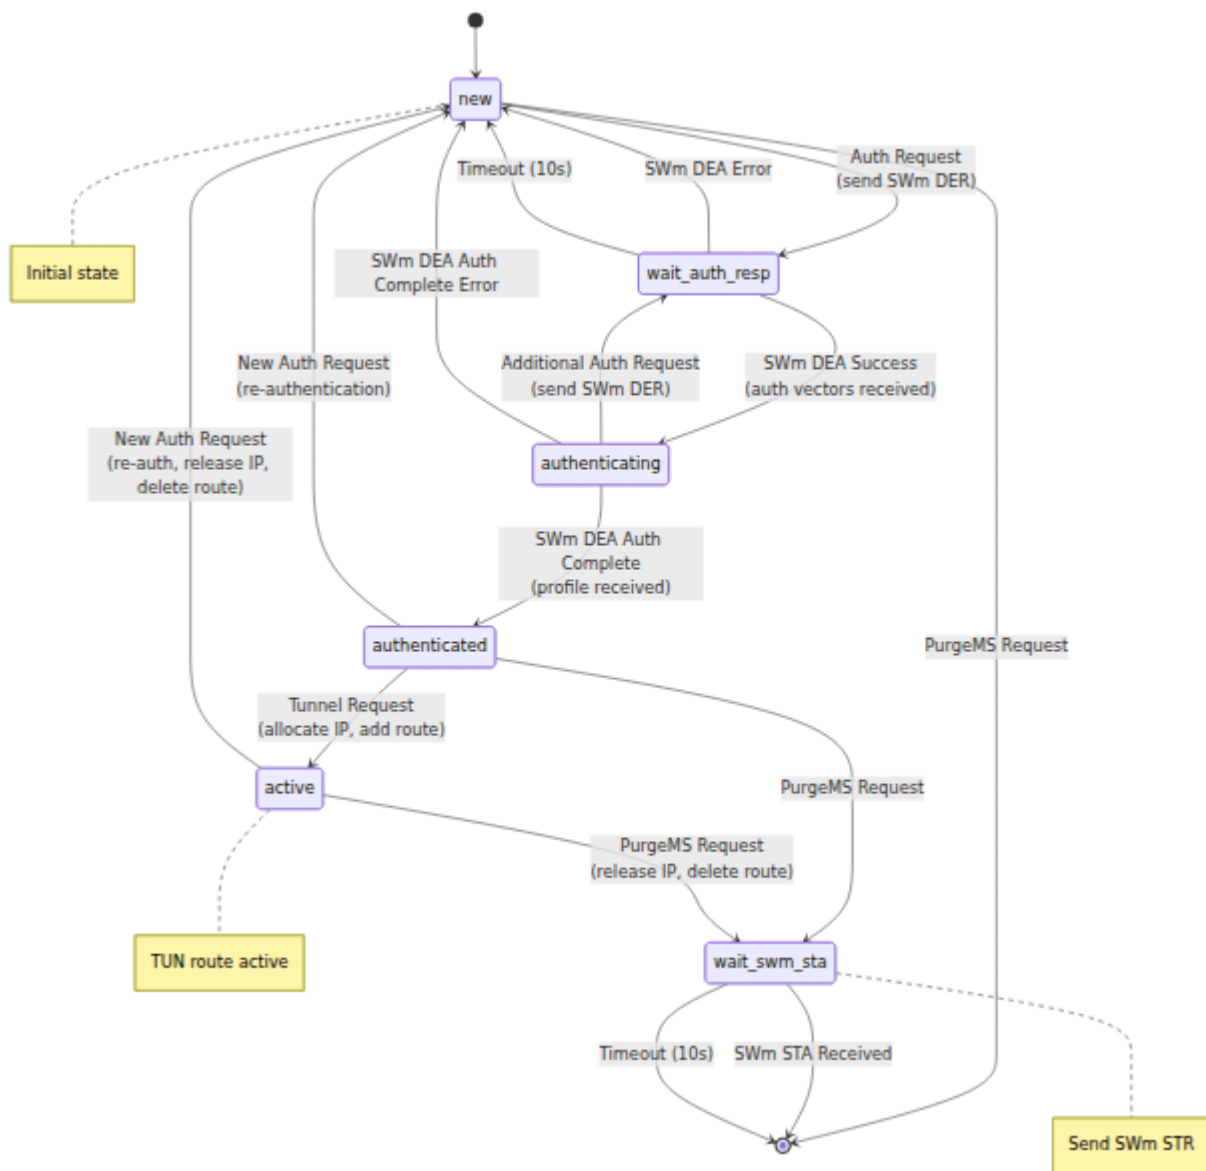 new
Timeout (10s)
SWm DEA Error
Auth Request
(send SWm DER)
Initial state
SWm DEA Auth
Complete Error
wait_auth_resp
New Auth Request
(re-authentication)
Additional Auth Request
(send SWm DER)
SWm DEA Success
(auth vectors received)
New Auth Request
(re-auth, release IP,
delete route)
authenticating
SWm DEA Auth
Complete
(profile received)
authenticated
PurgeMS Request
Tunnel Request
(allocate IP, add route)
active
PurgeMS Request
PurgeMS Request
(release IP, delete route)
TUN route active
wait_swm_sta
Timeout (10s)
SWm STA Received
Send SWm STR